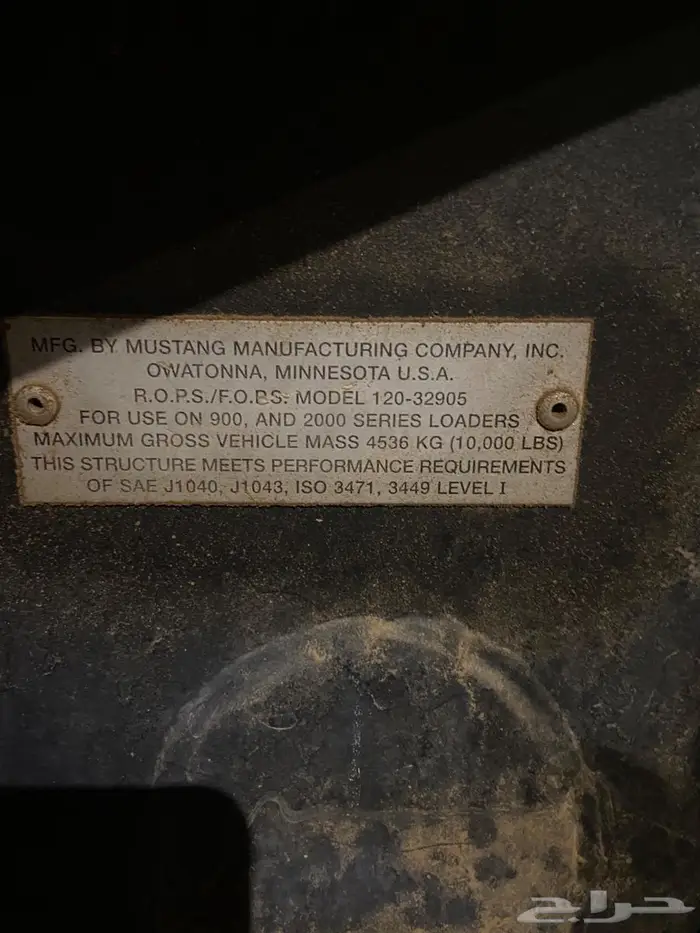 MFG. BY MUSTANG MANUFACTURING COMPANY, INC.
OWATONNA, MINNESOTA U.S.A.
R.O.P.S./F.O.P.S. MODEL 120-32905
FOR USE ON 900, AND 2000 SERIES LOADERS
MAXIMUM GROSS VEHICLE MASS 4536 KG (10,000 LBS)
THIS STRUCTURE MEETS PERFORMANCE REQUIREMENTS
OF SAE J1040, J1043, ISO 3471, 3449 LEVEL I
حراج